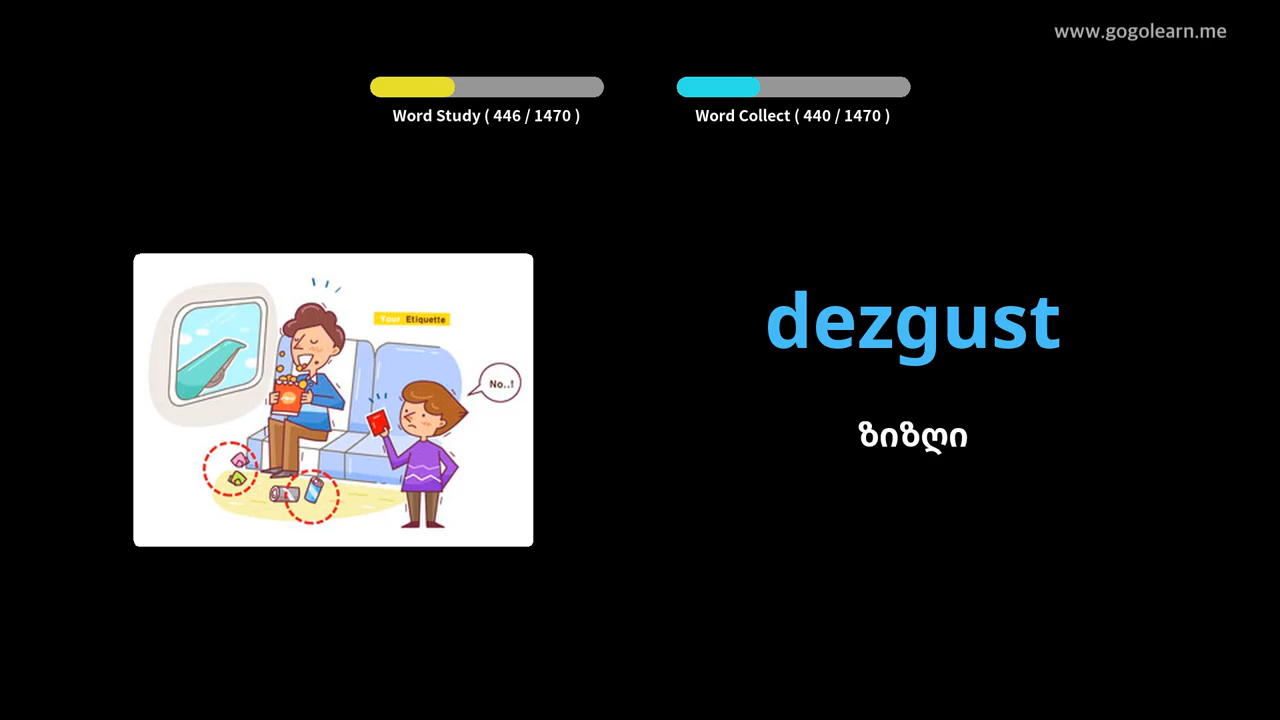 www.gogolearn.me
Word Study ( 446 / 1470 )
Word Collect ( 440 / 1470 )
Your Etiquette
No..!
dezgust
ზიზღი